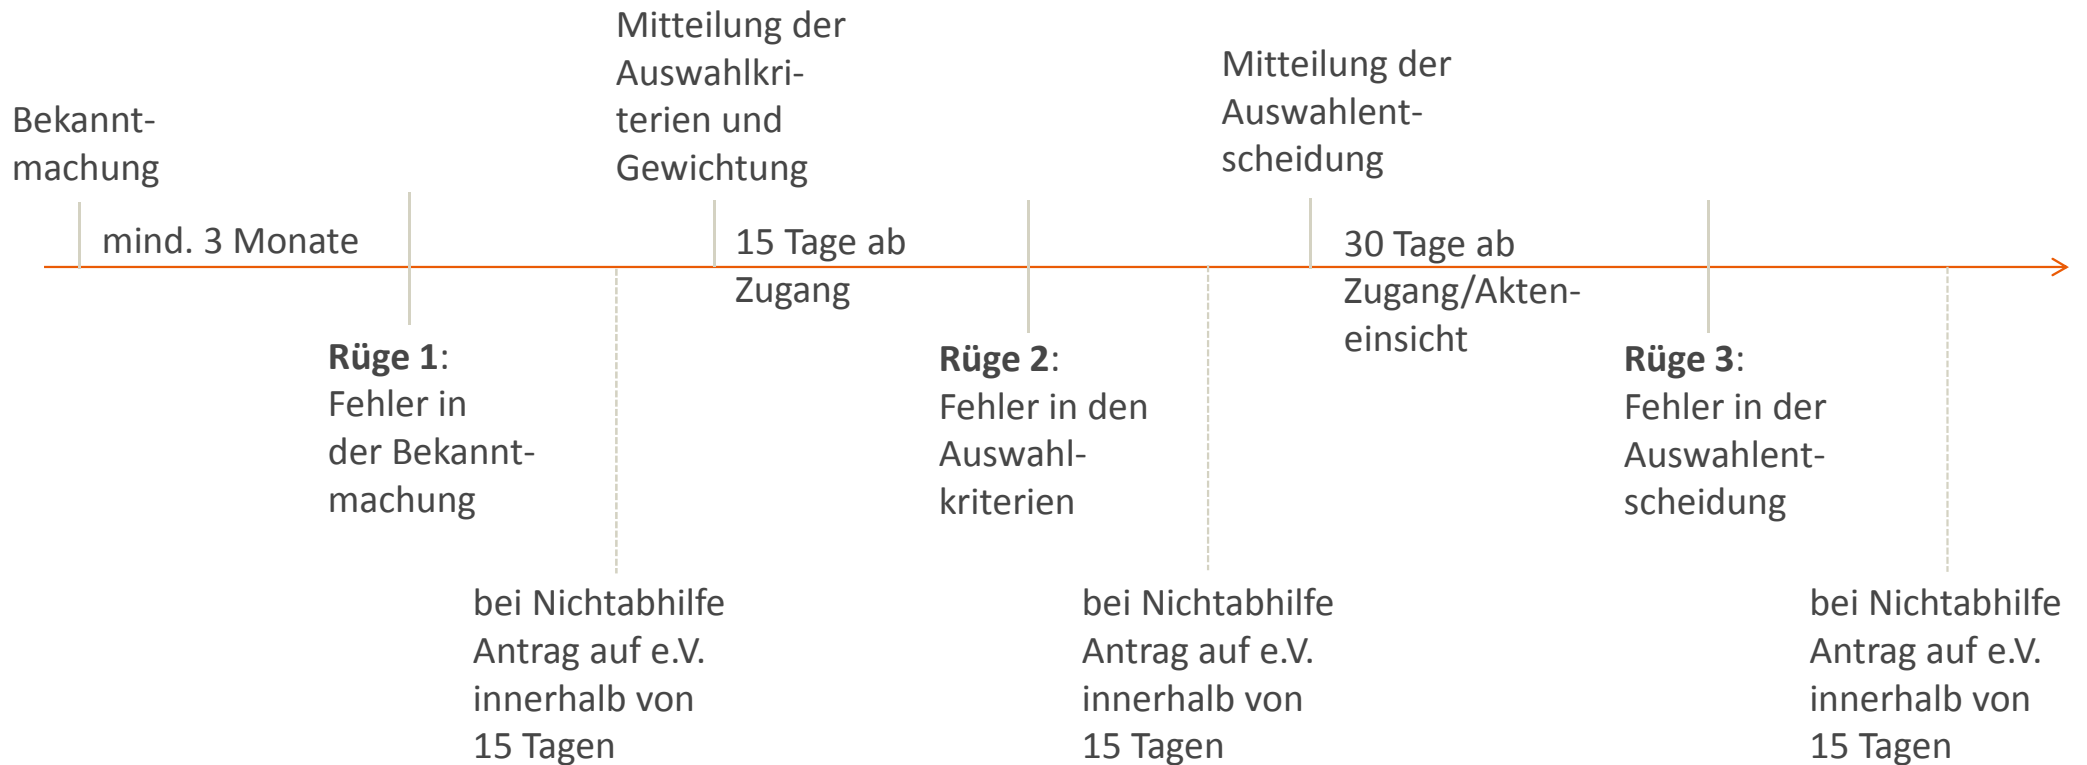 Bekannt-
machung
mind. 3 Monate
Rüge 1:
Fehler in
der Bekannt-
machung
bei Nichtabhilfe
Antrag auf e.V.
innerhalb von
15 Tagen
Mitteilung der
Auswahlkri-
terien und
Gewichtung
15 Tage ab
Zugang
Rüge 2:
Fehler in den
Auswahl-
kriterien
bei Nichtabhilfe
Antrag auf e.V.
innerhalb von
15 Tagen
Mitteilung der
Auswahlent-
scheidung
30 Tage ab
Zugang/Akten-
einsicht
Rüge 3:
Fehler in der
Auswahlent-
scheidung
bei Nichtabhilfe
Antrag auf e.V.
innerhalb von
15 Tagen